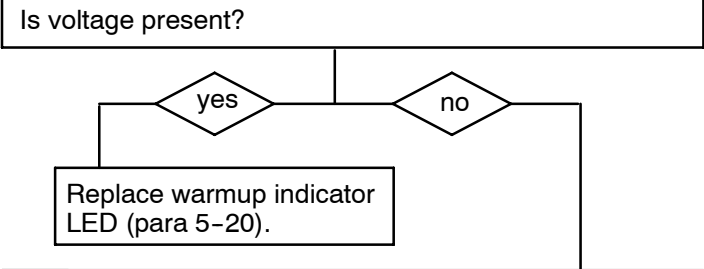 Is voltage present?
yes
no
Replace warmup indicator
LED (para 5-20).